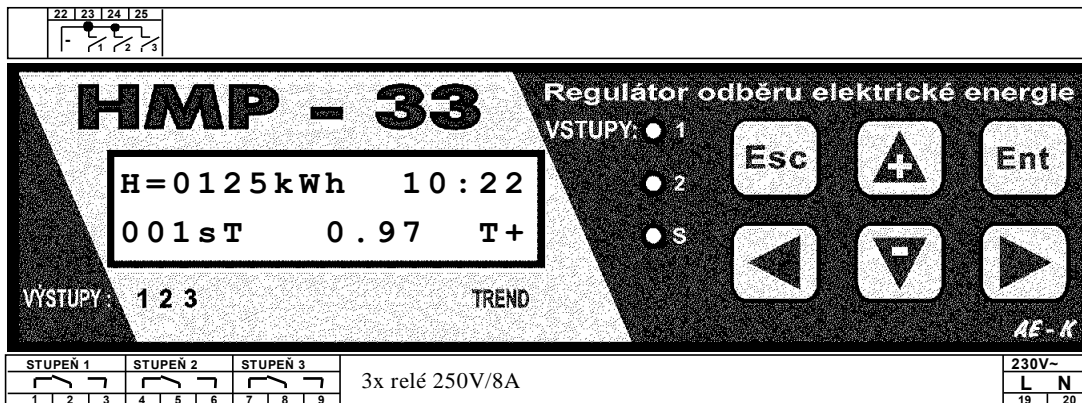 22 23 24 25
- 1 2 3
HMP - 33
Regulátor odběru elektrické energie
VSTUPY: 1
2
S
H=0125kWh 10:22
001sT 0.97 T+
VÝSTUPY: 1 2 3 TREND
Esc + Ent
-
AE - K
STUPEŇ 1 STUPEŇ 2 STUPEŇ 3
1 2 3 4 5 6 7 8 9
3x relé 250V/8A
230V~
L N
19 20